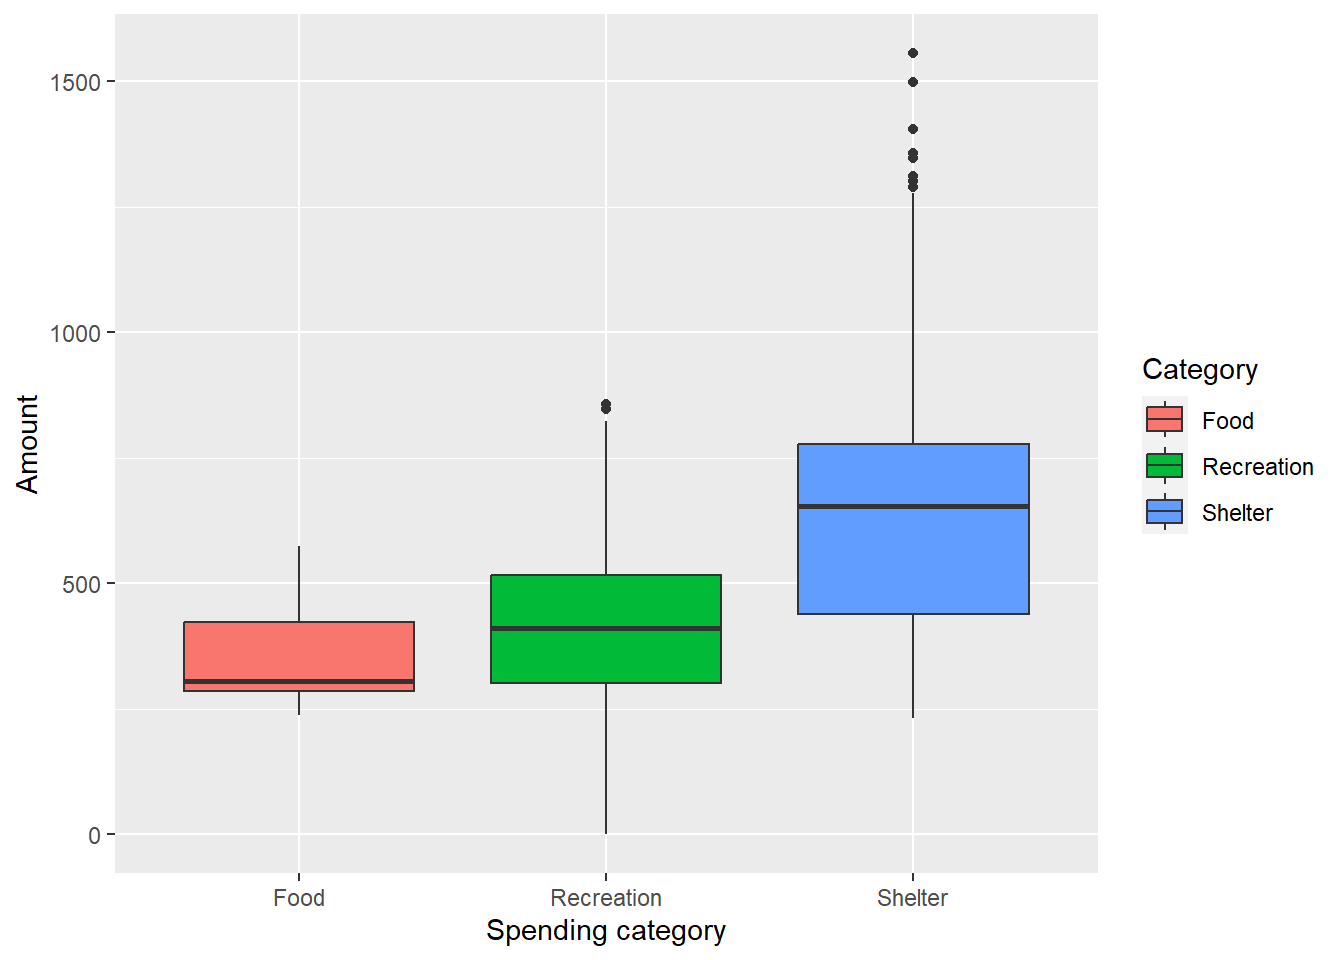 1500
1000
500
0
Amount
Food
Recreation
Shelter
Spending category
Category
Food
Recreation
Shelter